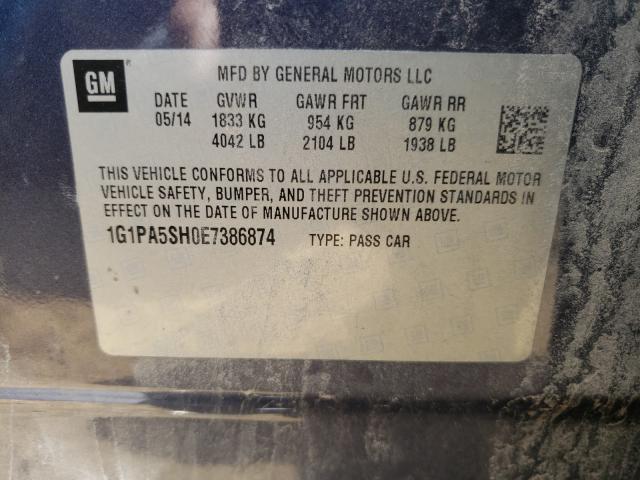 GM
MFD BY GENERAL MOTORS LLC
DATE GVWR GAWR FRT GAWR RR
05/14 1833 KG 954 KG 879 KG
4042 LB 2104 LB 1938 LB
THIS VEHICLE CONFORMS TO ALL APPLICABLE U.S. FEDERAL MOTOR
VEHICLE SAFETY, BUMPER, AND THEFT PREVENTION STANDARDS IN
EFFECT ON THE DATE OF MANUFACTURE SHOWN ABOVE.
1G1PA5SH0E7386874 TYPE: PASS CAR